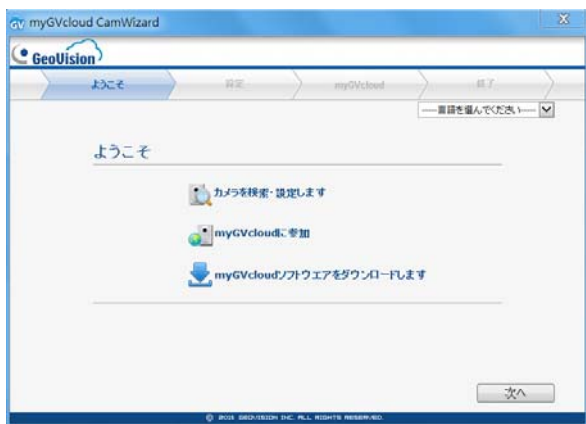 myGVcloud CamWizard
GeoVision
ようこそ
設定
myGVcloud
終了
-----言語を選んでください-----
ようこそ
カメラを検索・設定します
myGVcloudに参加
myGVcloudソフトウエアをダウンロードします
次へ
© 2015 GEOVISION INC. ALL RIGHTS RESERVED.